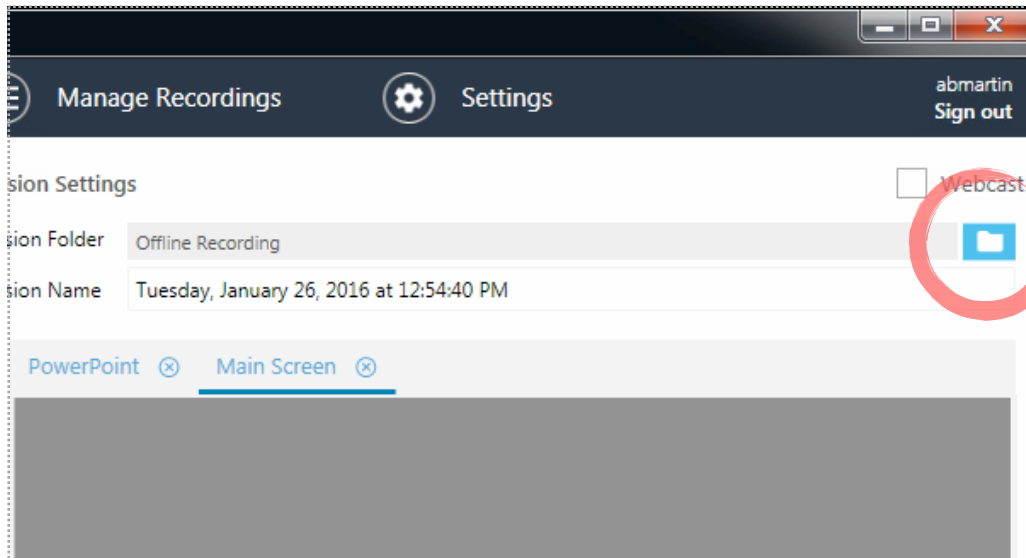 Manage Recordings
Settings
abmartin
Sign out
sion Settings
Webcast
sion Folder
Offline Recording
sion Name
Tuesday, January 26, 2016 at 12:54:40 PM
PowerPoint
Main Screen